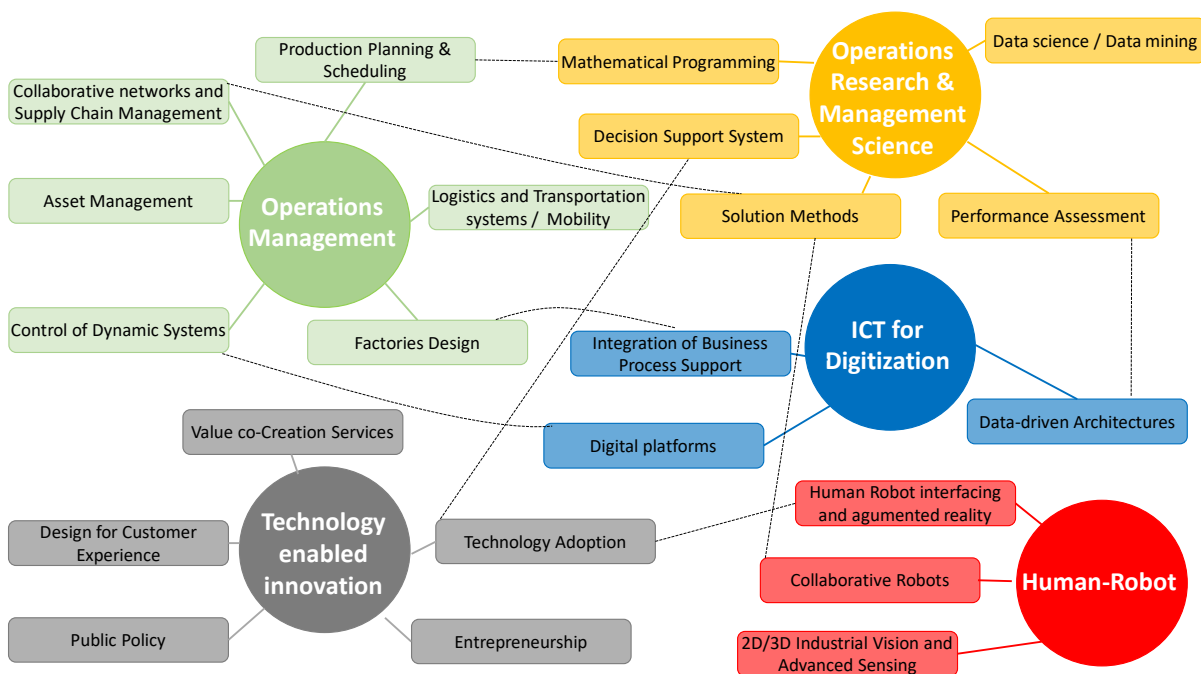 Production Planning &
Scheduling
Collaborative networks and
Supply Chain Management
Asset Management
Operations
Management
Logistics and Transportation
systems / Mobility
Control of Dynamic Systems
Factories Design
Mathematical Programming
Operations
Research &
Management
Science
Data science / Data mining
Decision Support System
Solution Methods
Performance Assessment
Integration of Business
Process Support
ICT for
Digitization
Digital platforms
Data-driven Architectures
Value co-Creation Services
Design for Customer
Experience
Technology
enabled
innovation
Technology Adoption
Public Policy
Entrepreneurship
Human Robot interfacing
and agumented reality
Collaborative Robots
Human-Robot
2D/3D Industrial Vision and
Advanced Sensing